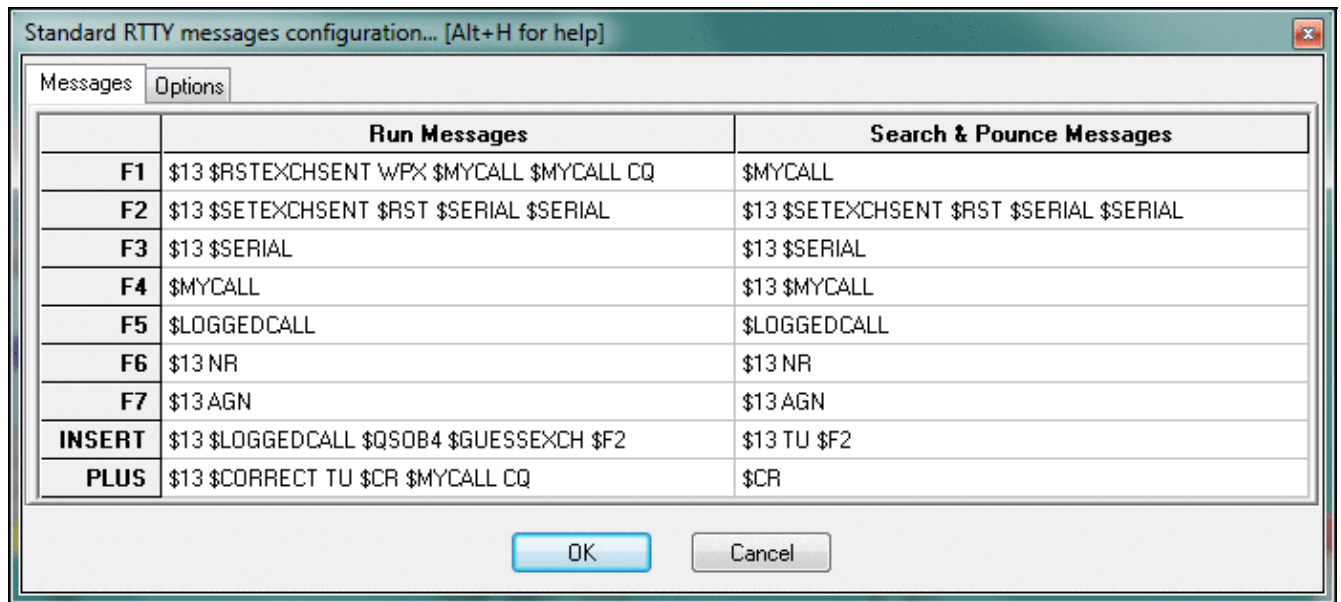 Standard RTTY messages configuration... [Alt+H for help]
Messages Options
Run Messages Search & Pounce Messages
F1 $13 $RSTEXCHSENT WPX $MYCALL $MYCALL CQ $MYCALL
F2 $13 $SETEXCHSENT $RST $SERIAL $SERIAL $13 $SETEXCHSENT $RST $SERIAL $SERIAL
F3 $13 $SERIAL $13 $SERIAL
F4 $MYCALL $13 $MYCALL
F5 $LOGGEDCALL $LOGGEDCALL
F6 $13 NR $13 NR
F7 $13 AGN $13 AGN
INSERT $13 $LOGGEDCALL $QSOB4 $GUESSEXCH $F2 $13 TU $F2
PLUS $13 $CORRECT TU $CR $MYCALL CQ $CR
OK Cancel